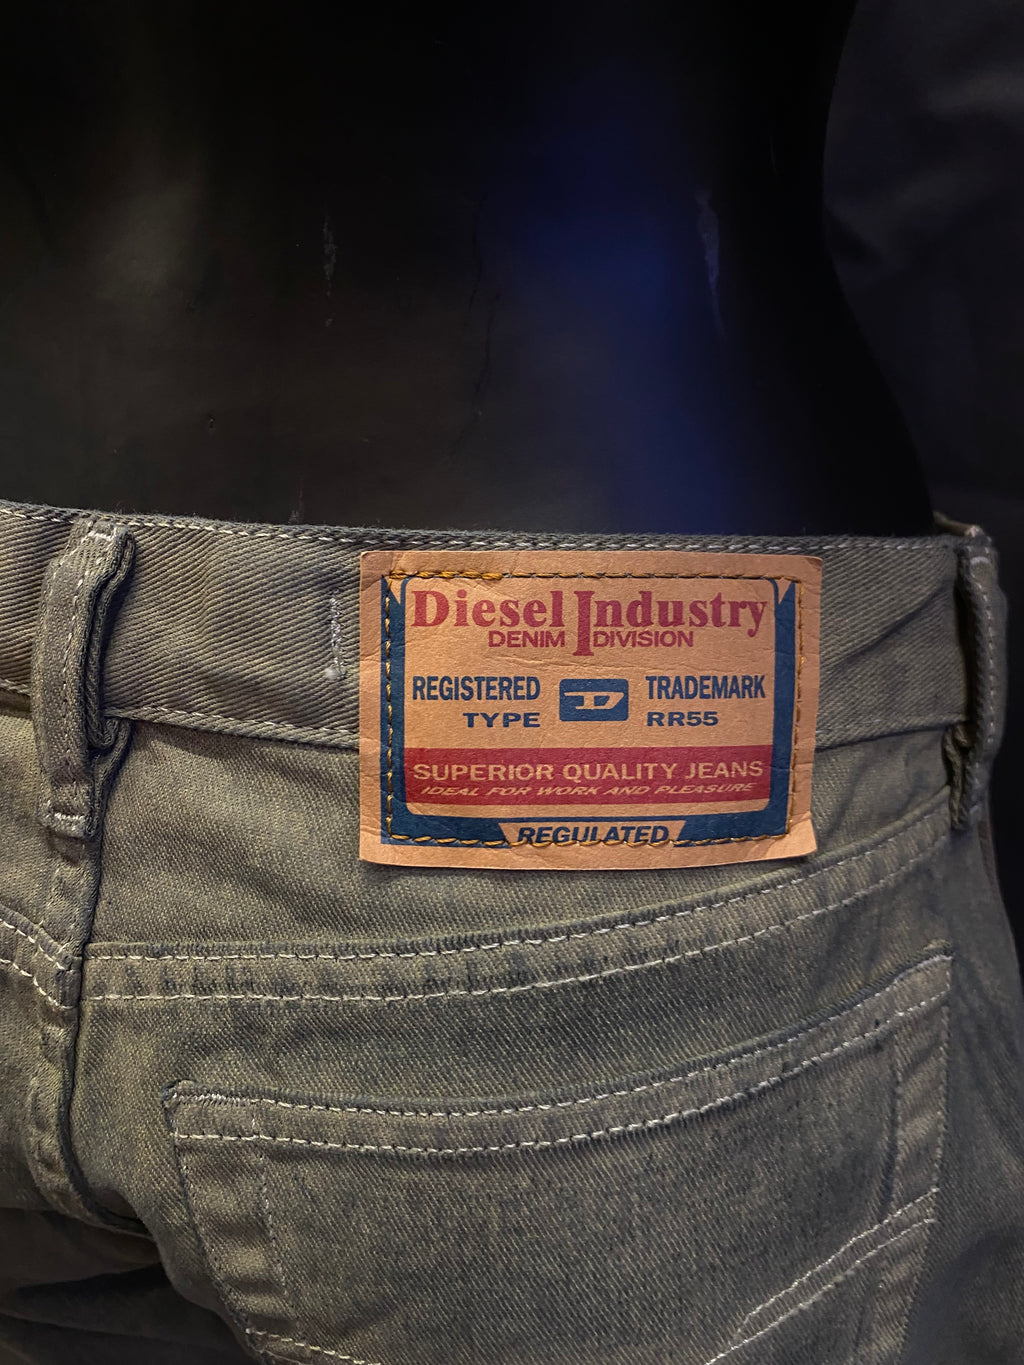 Diesel Industry
DENIM DIVISION
REGISTERED D TRADEMARK
TYPE RR55
SUPERIOR QUALITY JEANS
IDEAL FOR WORK AND PLEASURE
REGULATED